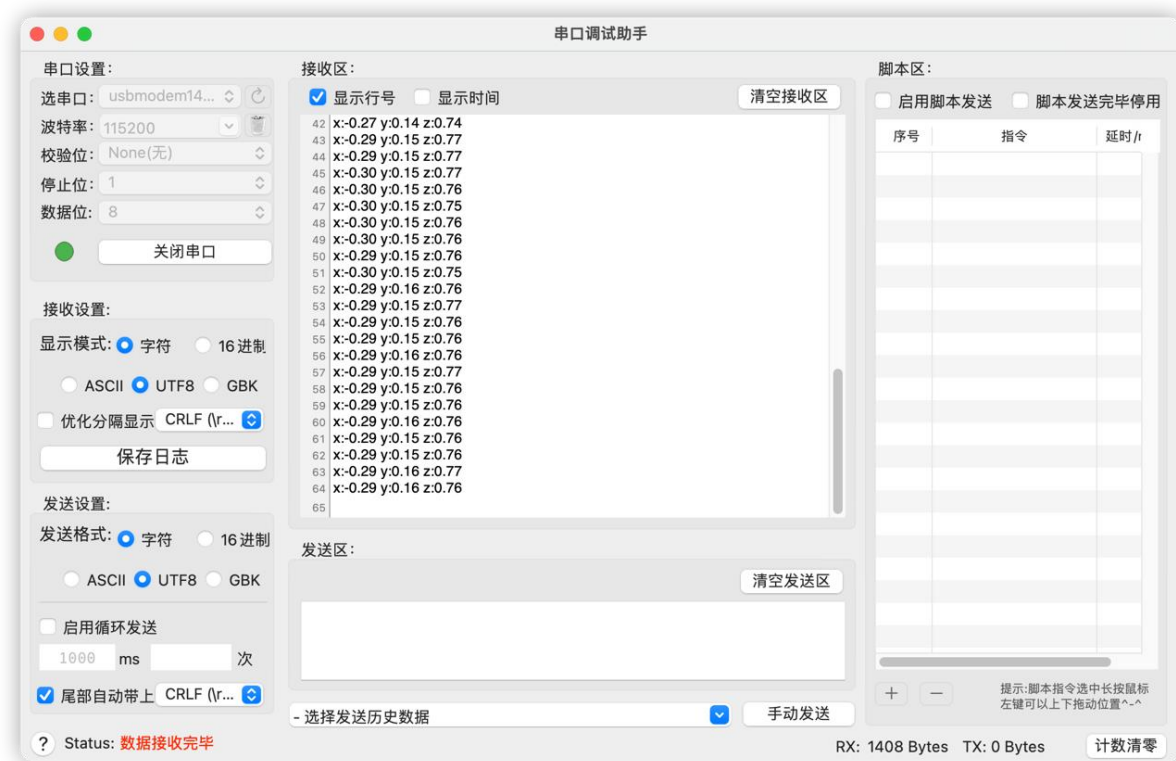 串口调试助手
串口设置:
选串口: usbmodem14...
波特率: 115200
校验位: None(无)
停止位: 1
数据位: 8
关闭串口
接收设置:
显示模式: 字符 16进制
ASCII UTF8 GBK
优化分隔显示 CRLF (\r...
保存日志
发送设置:
发送格式: 字符 16进制
ASCII UTF8 GBK
启用循环发送
1000 ms 次
尾部自动带上 CRLF (\r...
? Status: 数据接收完毕
接收区:
显示行号 显示时间 清空接收区
42 x:-0.27 y:0.14 z:0.74
43 x:-0.29 y:0.15 z:0.77
44 x:-0.29 y:0.15 z:0.77
45 x:-0.30 y:0.15 z:0.77
46 x:-0.30 y:0.15 z:0.76
47 x:-0.30 y:0.15 z:0.75
48 x:-0.30 y:0.15 z:0.76
49 x:-0.30 y:0.15 z:0.76
50 x:-0.29 y:0.15 z:0.76
51 x:-0.30 y:0.15 z:0.75
52 x:-0.29 y:0.16 z:0.76
53 x:-0.29 y:0.15 z:0.77
54 x:-0.29 y:0.15 z:0.76
55 x:-0.29 y:0.15 z:0.76
56 x:-0.29 y:0.16 z:0.76
57 x:-0.29 y:0.15 z:0.77
58 x:-0.29 y:0.15 z:0.76
59 x:-0.29 y:0.15 z:0.76
60 x:-0.29 y:0.16 z:0.76
61 x:-0.29 y:0.15 z:0.76
62 x:-0.29 y:0.15 z:0.76
63 x:-0.29 y:0.16 z:0.77
64 x:-0.29 y:0.16 z:0.76
65
发送区:
清空发送区
- 选择发送历史数据 手动发送
脚本区:
启用脚本发送 脚本发送完毕停用
序号 指令 延时/r
+ −
提示:脚本指令选中长按鼠标
左键可以上下拖动位置^-^
RX: 1408 Bytes TX: 0 Bytes 计数清零